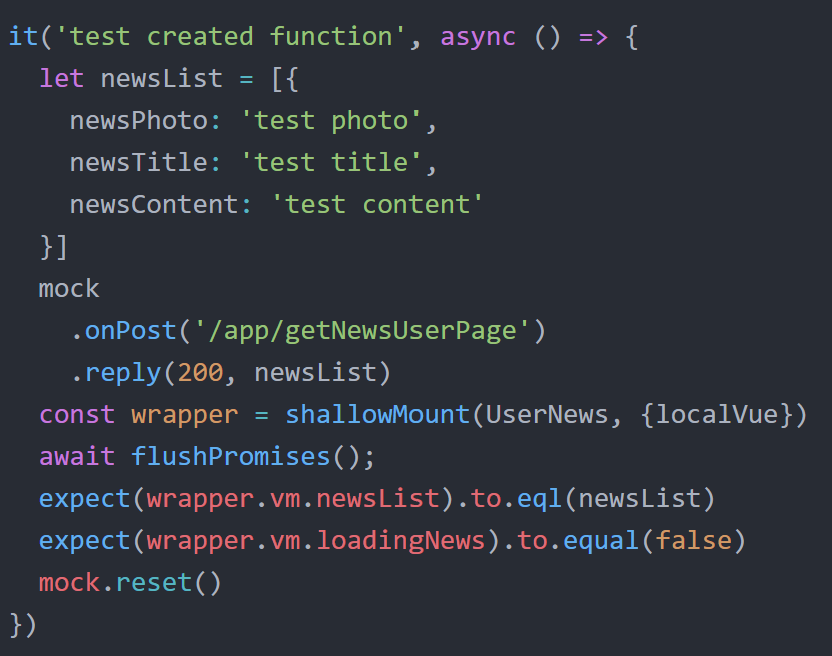 it('test created function', async () => {
  let newsList = [{
    newsPhoto: 'test photo',
    newsTitle: 'test title',
    newsContent: 'test content'
  }]
  mock
    .onPost('/app/getNewsUserPage')
    .reply(200, newsList)
  const wrapper = shallowMount(UserNews, {localVue})
  await flushPromises();
  expect(wrapper.vm.newsList).to.eql(newsList)
  expect(wrapper.vm.loadingNews).to.equal(false)
  mock.reset()
})